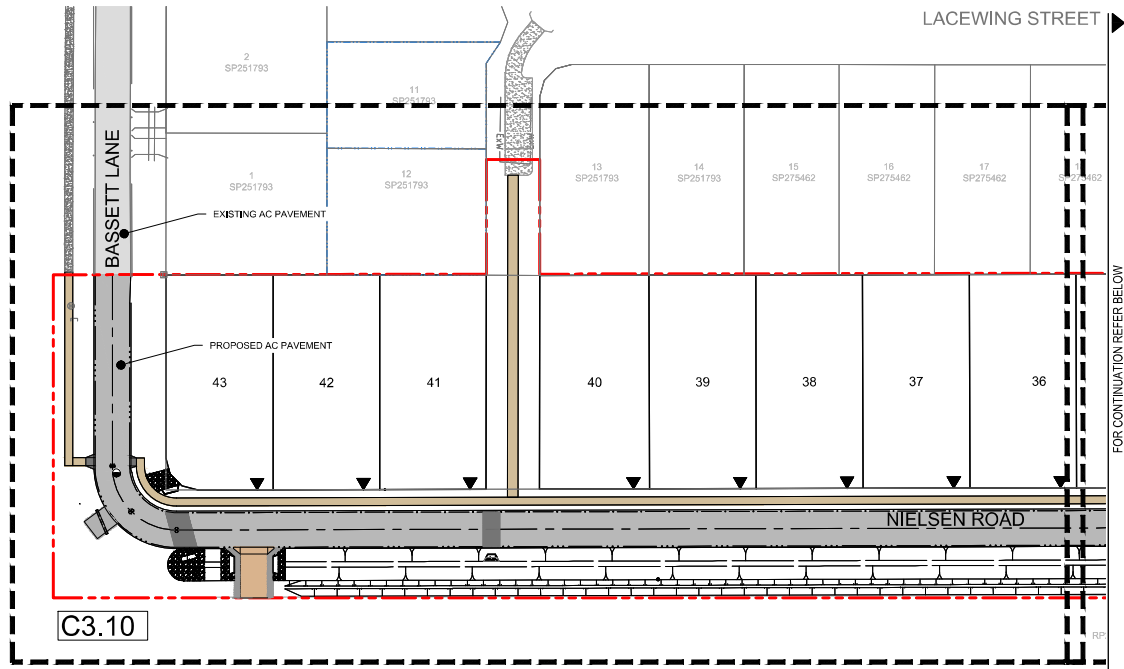 LACEWING STREET
2
SP251793
11
SP251793
BASSETT LANE
ExW
1
SP251793
12
SP251793
13
SP251793
14
SP251793
15
SP275462
16
SP275462
17
SP275462
EXISTING AC PAVEMENT
PROPOSED AC PAVEMENT
43
42
41
40
39
38
37
36
FOR CONTINUATION REFER BELOW
NIELSEN ROAD
C3.10